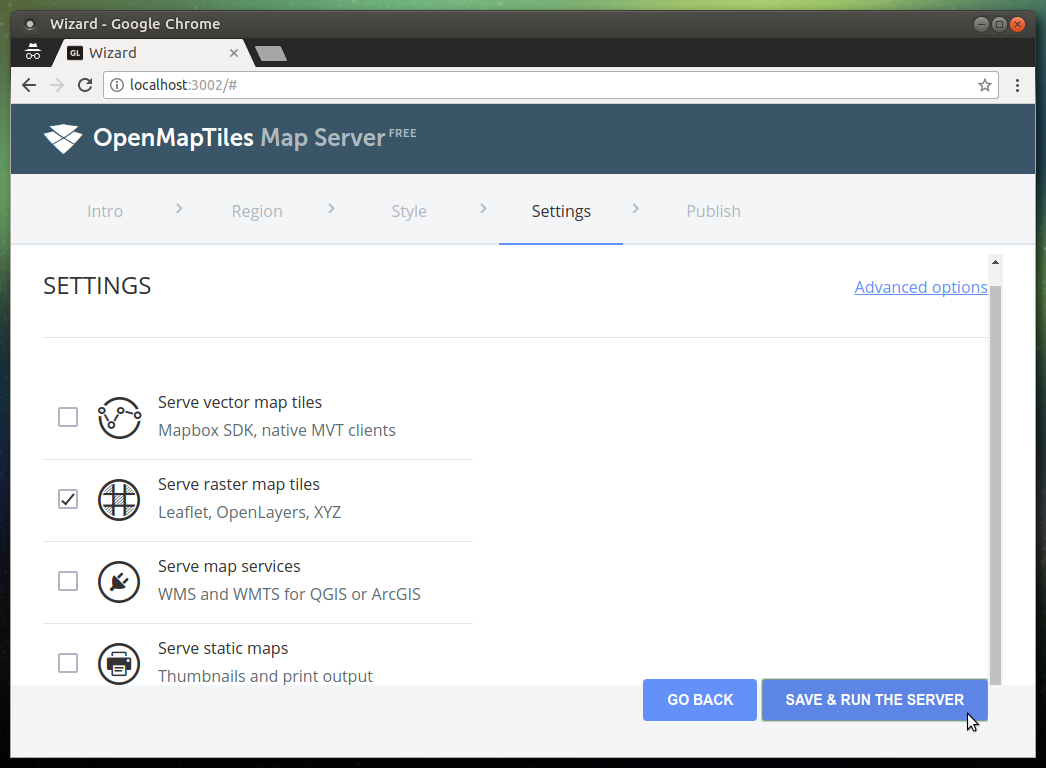 Wizard - Google Chrome
GL Wizard
localhost:3002/#
OpenMapTiles Map Server FREE
Intro Region Style Settings Publish
SETTINGS
Advanced options
Serve vector map tiles
Mapbox SDK, native MVT clients
Serve raster map tiles
Leaflet, OpenLayers, XYZ
Serve map services
WMS and WMTS for QGIS or ArcGIS
Serve static maps
Thumbnails and print output
GO BACK SAVE & RUN THE SERVER